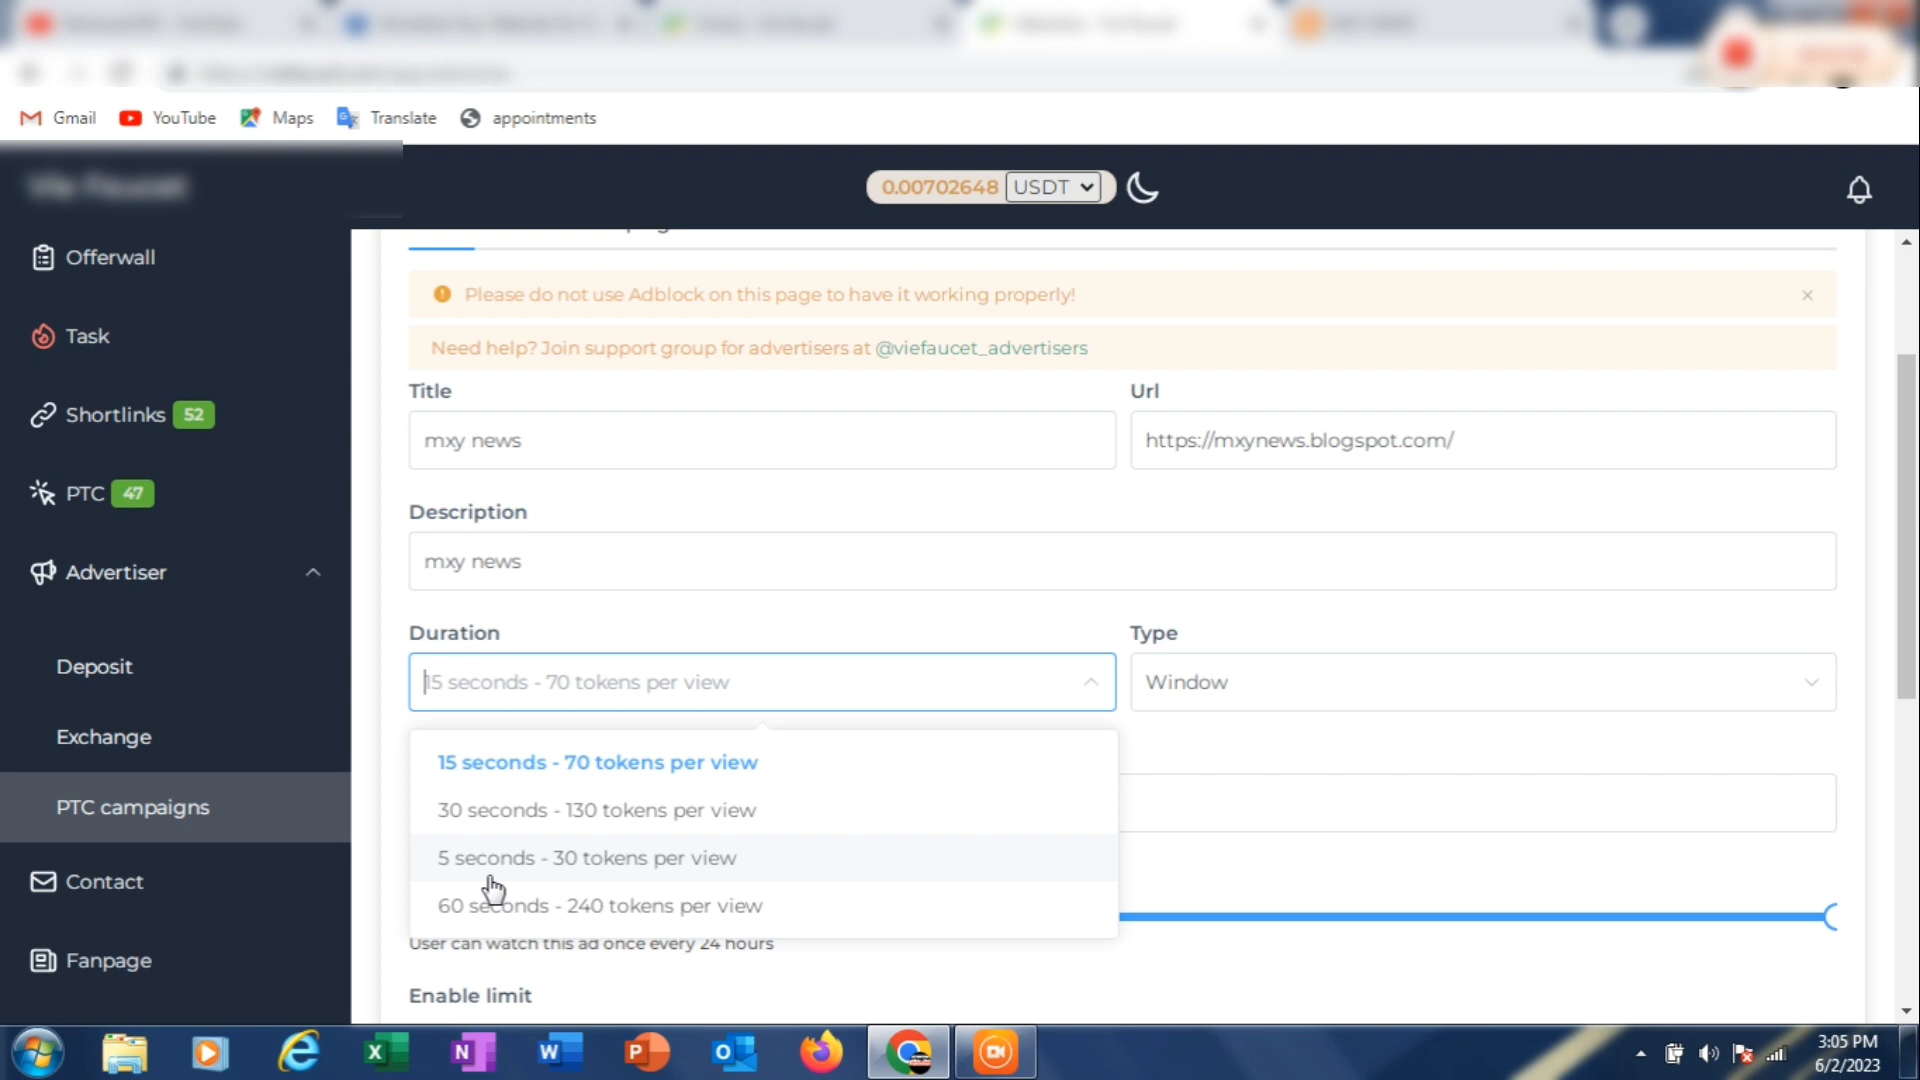 Gmail YouTube Maps Translate appointments
Vie Faucet
0.00702648 USDT
Offerwall
Task
Shortlinks 52
PTC 47
Advertiser
Deposit
Exchange
PTC campaigns
Contact
Fanpage
Please do not use Adblock on this page to have it working properly!
Need help? Join support group for advertisers at @viefaucet_advertisers
Title Url
mxy news https://mxynews.blogspot.com/
Description
mxy news
Duration Type
15 seconds - 70 tokens per view Window
15 seconds - 70 tokens per view
30 seconds - 130 tokens per view
5 seconds - 30 tokens per view
60 seconds - 240 tokens per view
User can watch this ad once every 24 hours
Enable limit
3:05 PM
6/2/2023